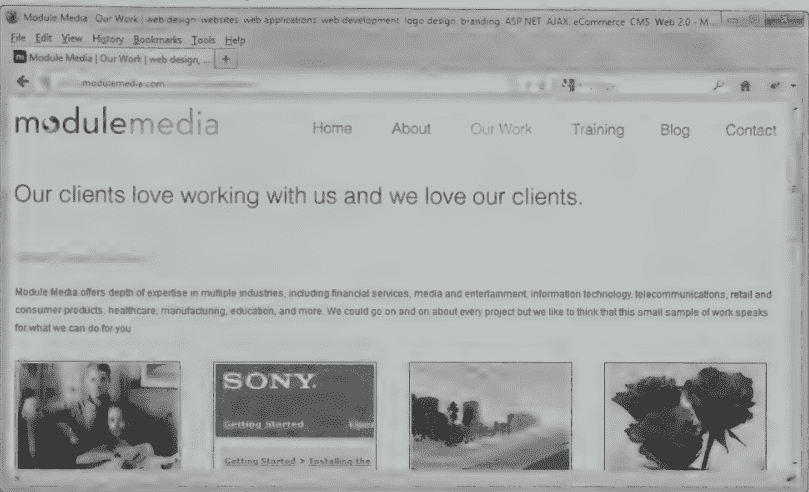 Module Media Our Work | web design, websites, web applications, web development, logo design, branding, ASP.NET, AJAX, eCommerce, CMS, Web 2.0 - M...
File Edit View History Bookmarks Tools Help
Module Media | Our Work | web design, ... +
modulemedia.com
modulemedia Home About Our Work Training Blog Contact
Our clients love working with us and we love our clients.
Module Media offers depth of expertise in multiple industries, including financial services, media and entertainment, information technology, telecommunications, retail and
consumer products, healthcare, manufacturing, education, and more. We could go on and on about every project but we like to think that this small sample of work speaks
for what we can do for you
SONY.
Getting Started
Getting Started > Installing the